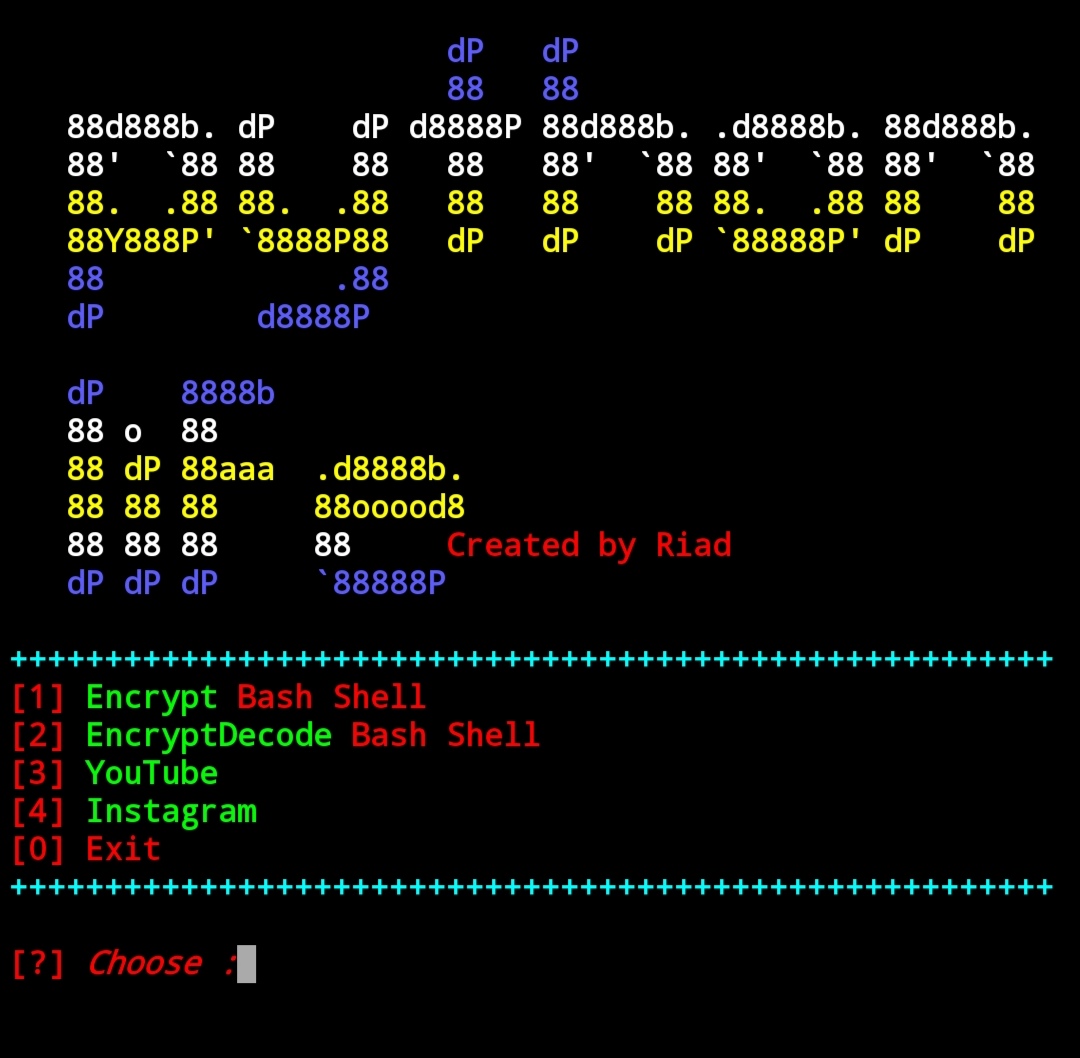 dP   dP
                       88   88
   88d888b. dP    dP d8888P 88d888b. .d8888b. 88d888b.
   88'  `88 88    88   88   88'  `88 88'  `88 88'  `88
   88.  .88 88.  .88   88   88    88 88.  .88 88    88
   88Y888P' `8888P88   dP   dP    dP `88888P' dP    dP
   88            .88
   dP        d8888P

   dP    8888b
   88 o  88
   88 dP 88aaa  .d8888b.
   88 88 88     88ooood8
   88 88 88     88     Created by Riad
   dP dP dP     `88888P

+++++++++++++++++++++++++++++++++++++++++++++++++++++++
[1] Encrypt Bash Shell
[2] EncryptDecode Bash Shell
[3] YouTube
[4] Instagram
[0] Exit
+++++++++++++++++++++++++++++++++++++++++++++++++++++++

[?] Choose :